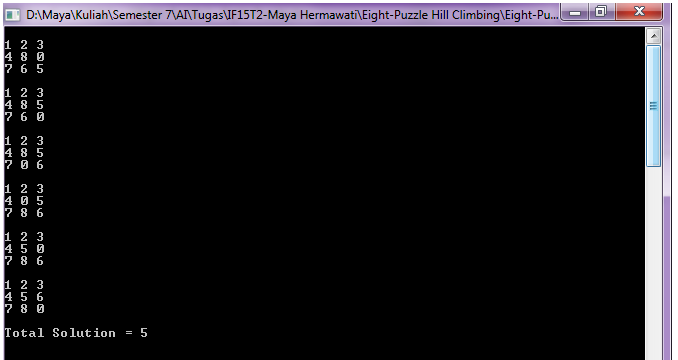 D:\Maya\Kuliah\Semester 7\AI\Tugas\IF15T2-Maya Hermawati\Eight-Puzzle Hill Climbing\Eight-Pu...
1 2 3
4 8 0
7 6 5
1 2 3
4 8 5
7 6 0
1 2 3
4 8 5
7 0 6
1 2 3
4 0 5
7 8 6
1 2 3
4 5 0
7 8 6
1 2 3
4 5 6
7 8 0
Total Solution = 5